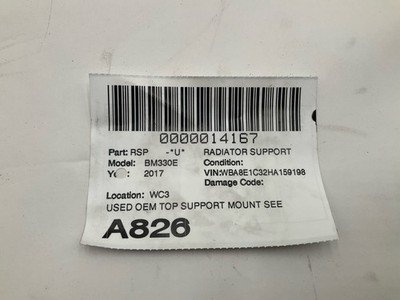 0000014167
Part: RSP -*U* RADIATOR SUPPORT
Model: BM330E Condition:
2017 VIN:WBA8E1C32HA159198
Damage Code:
Location: WC3
USED OEM TOP SUPPORT MOUNT SEE
A826